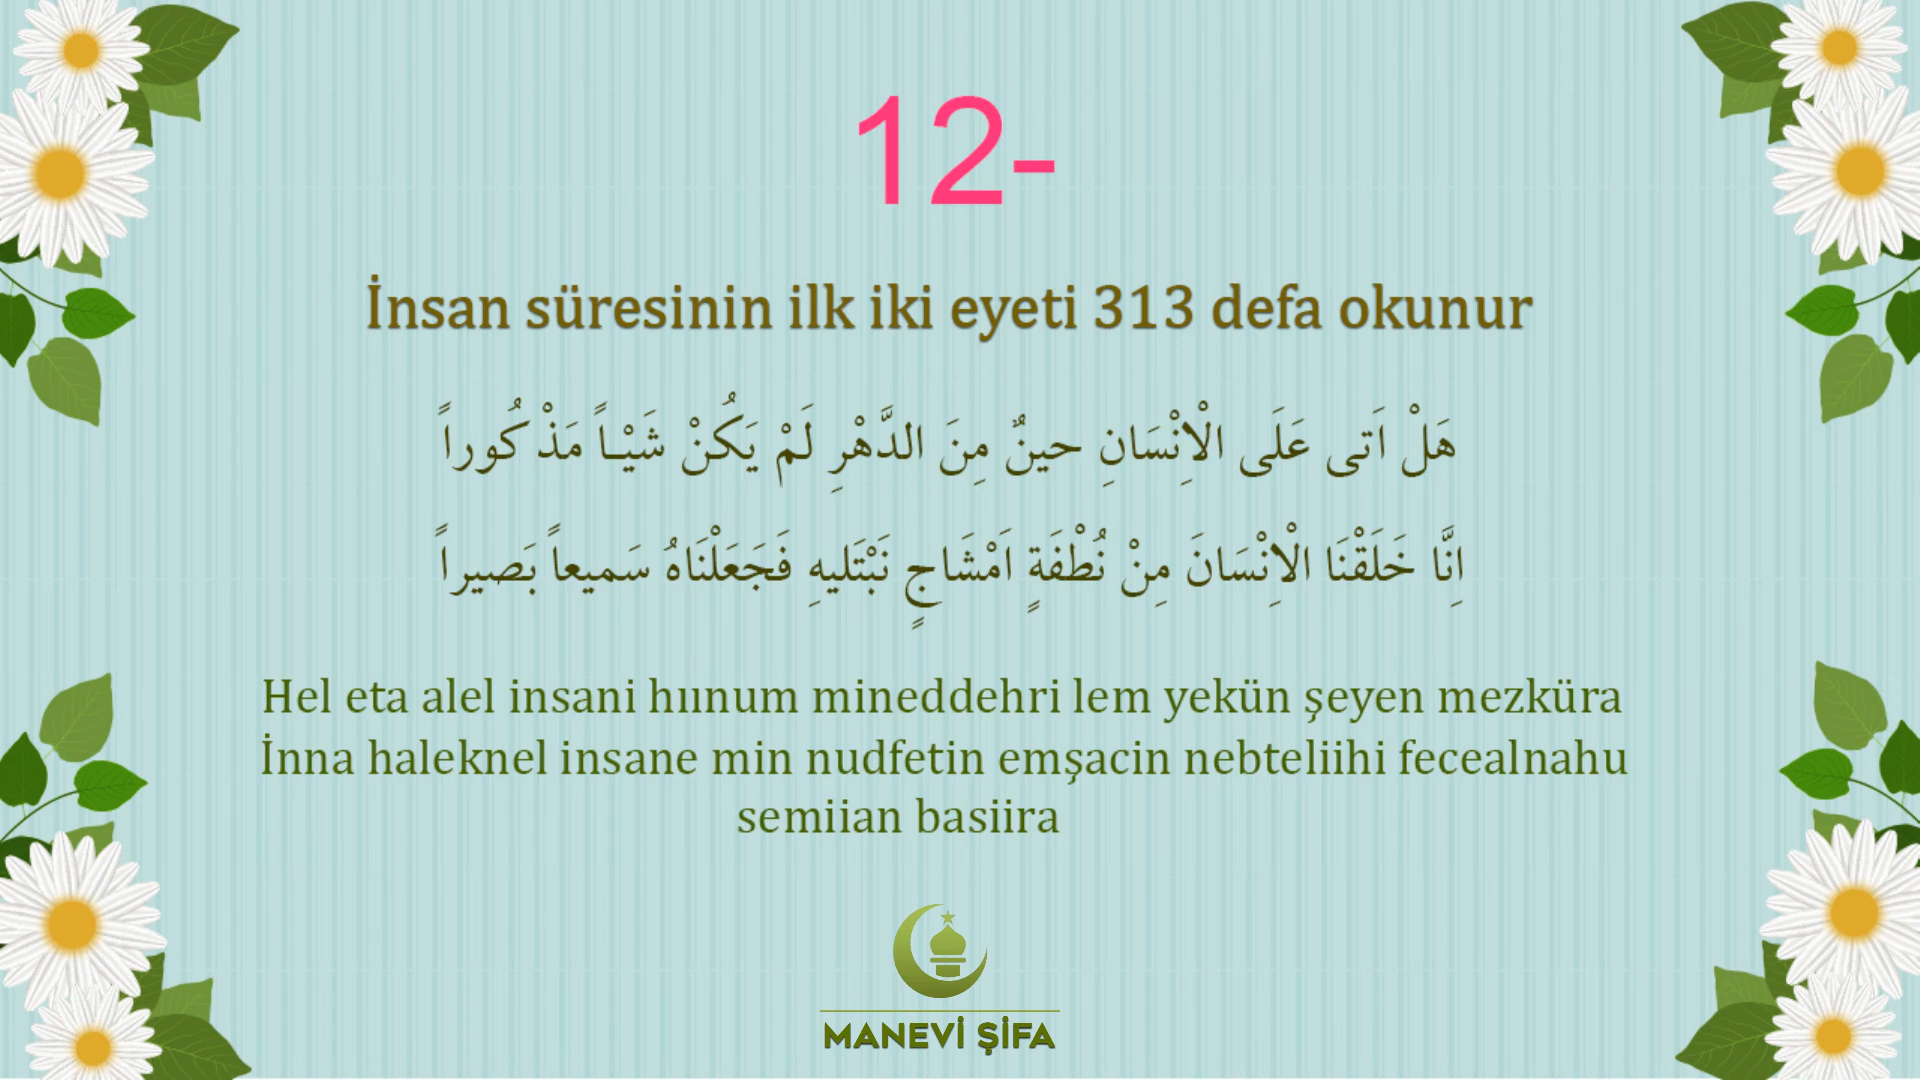 12-
İnsan süresinin ilk iki eyeti 313 defa okunur
هَلْ اَتى عَلَى الْاِنْسَانِ حينٌ مِنَ الدَّهْرِ لَمْ يَكُنْ شَيْـاً مَذْكُوراً
اِنَّا خَلَقْنَا الْاِنْسَانَ مِنْ نُطْفَةٍ اَمْشَاجٍ نَبْتَليهِ فَجَعَلْنَاهُ سَميعاً بَصيراً
Hel eta alel insani hıınum mineddehri lem yekün şeyen mezküra
İnna haleknel insane min nudfetin emşacin nebteliihi fecealnahu
semiian basiira
MANEVİ ŞİFA